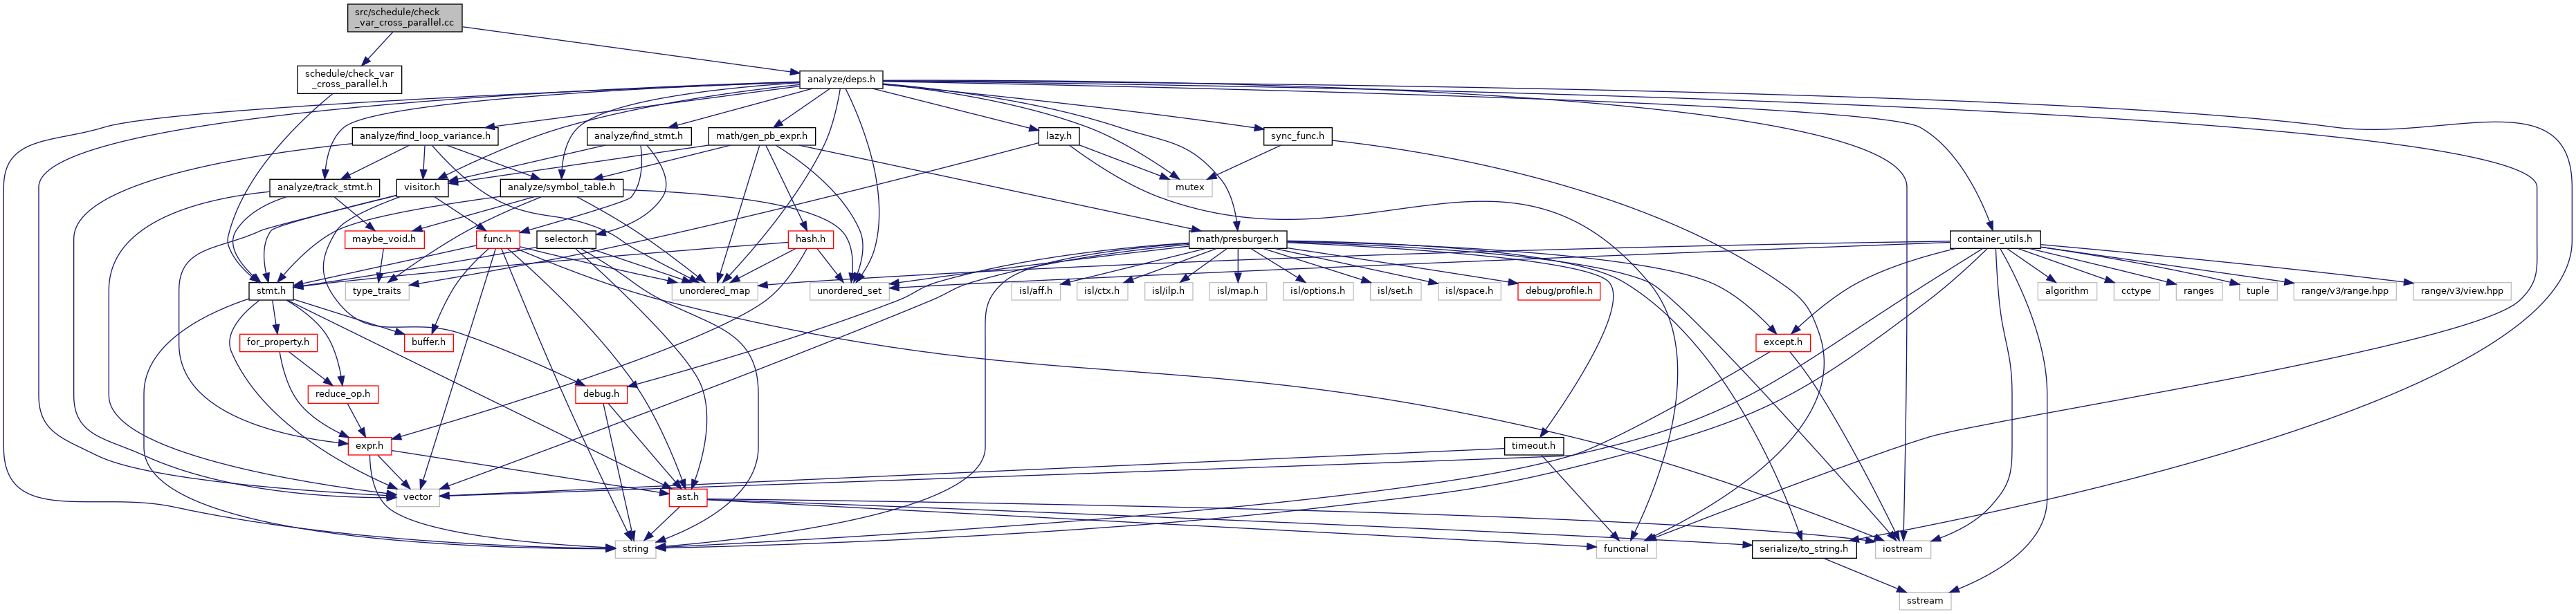 src/schedule/check
_var_cross_parallel.cc
schedule/check_var
_cross_parallel.h
analyze/deps.h
analyze/find_loop_variance.h
analyze/find_stmt.h
math/gen_pb_expr.h
lazy.h
sync_func.h
analyze/track_stmt.h
visitor.h
analyze/symbol_table.h
mutex
maybe_void.h
func.h
selector.h
hash.h
math/presburger.h
container_utils.h
stmt.h
type_traits
unordered_map
unordered_set
isl/aff.h
isl/ctx.h
isl/ilp.h
isl/map.h
isl/options.h
isl/set.h
isl/space.h
debug/profile.h
algorithm
cctype
ranges
tuple
range/v3/range.hpp
range/v3/view.hpp
for_property.h
buffer.h
except.h
reduce_op.h
debug.h
expr.h
timeout.h
vector
ast.h
string
functional
serialize/to_string.h
iostream
sstream